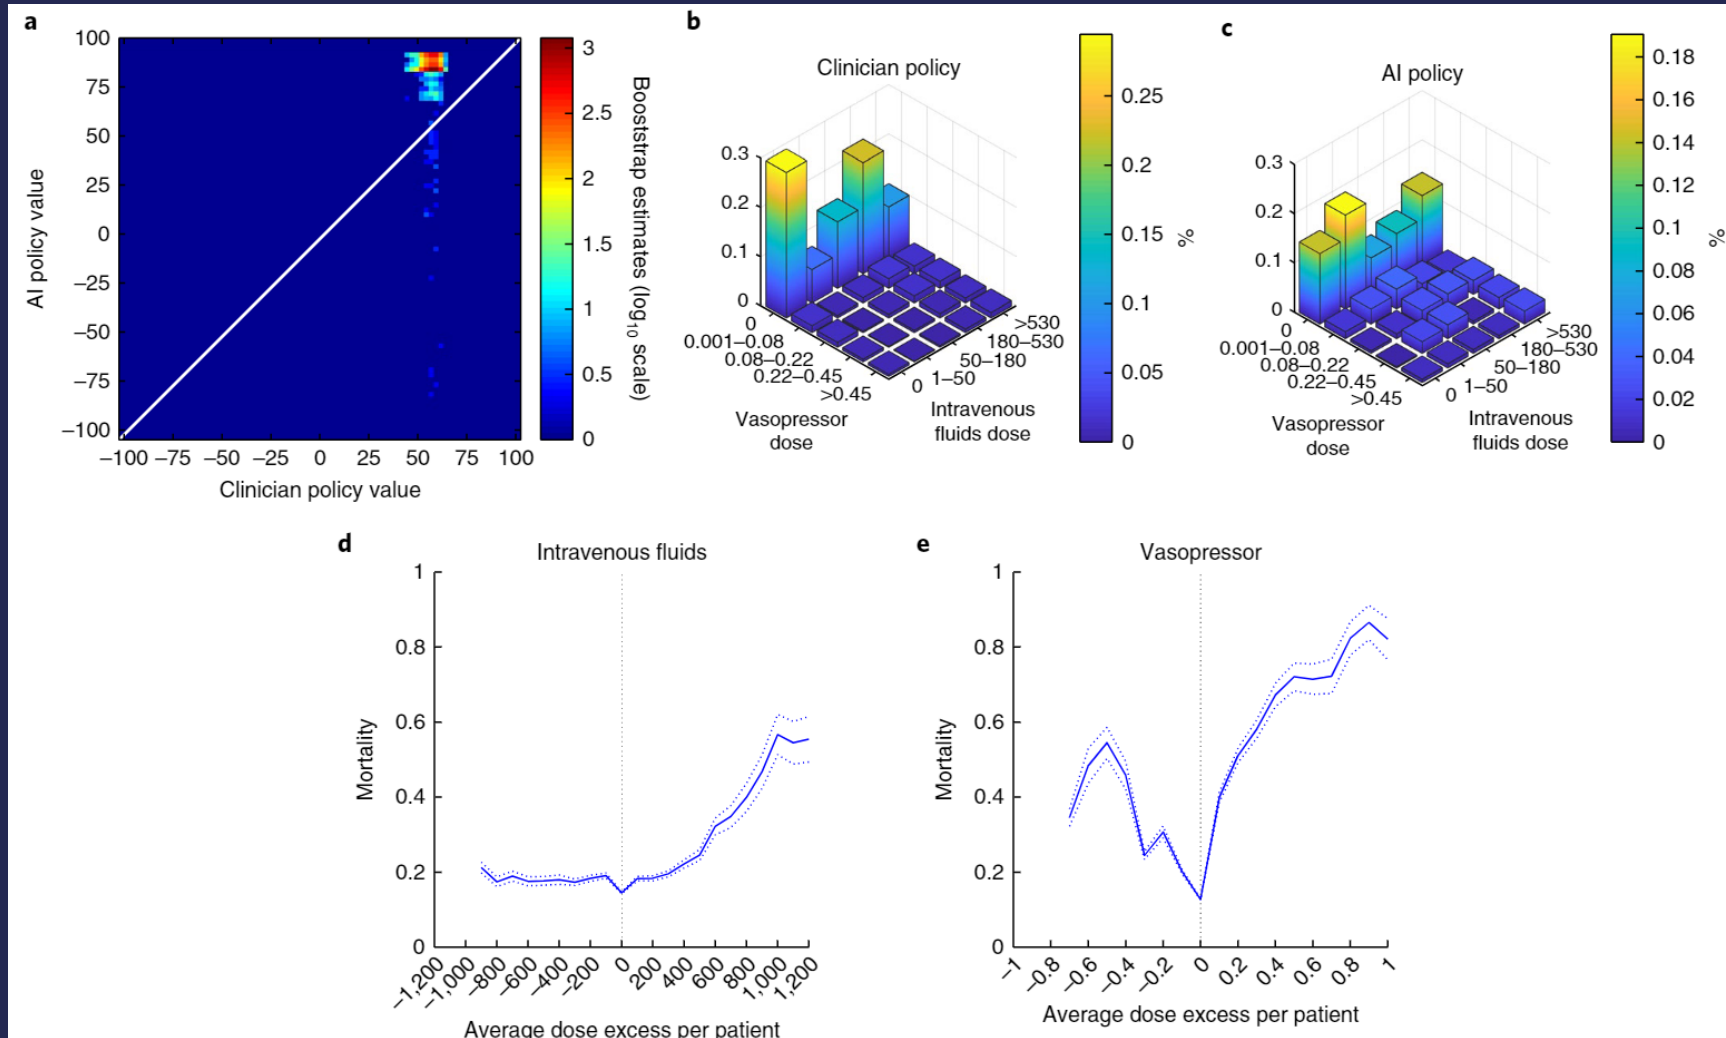 a
100
75
50
25
0
−25
−50
−75
−100
AI policy value
−100 −75 −50 −25 0 25 50 75 100
Clinician policy value
3
2.5
2
1.5
1
0.5
0
Booststrap estimates (log10 scale)
b
Clinician policy
0.3
0.2
0.1
0
0
0.001–0.08
0.08–0.22
0.22–0.45
>0.45
Vasopressor
dose
>530
180–530
50–180
1–50
0
Intravenous
fluids dose
0.25
0.2
0.15
0.1
0.05
0
%
c
AI policy
0.3
0.2
0.1
0
0
0.001–0.08
0.08–0.22
0.22–0.45
>0.45
Vasopressor
dose
>530
180–530
50–180
1–50
0
Intravenous
fluids dose
0.18
0.16
0.14
0.12
0.1
0.08
0.06
0.04
0.02
0
%
d
Intravenous fluids
1
0.8
0.6
0.4
0.2
0
Mortality
−1,200 −1,000 −800 −600 −400 −200 0 200 400 600 800 1,000 1,200
Average dose excess per patient
e
Vasopressor
1
0.8
0.6
0.4
0.2
0
Mortality
−1 −0.8 −0.6 −0.4 −0.2 0 0.2 0.4 0.6 0.8 1
Average dose excess per patient